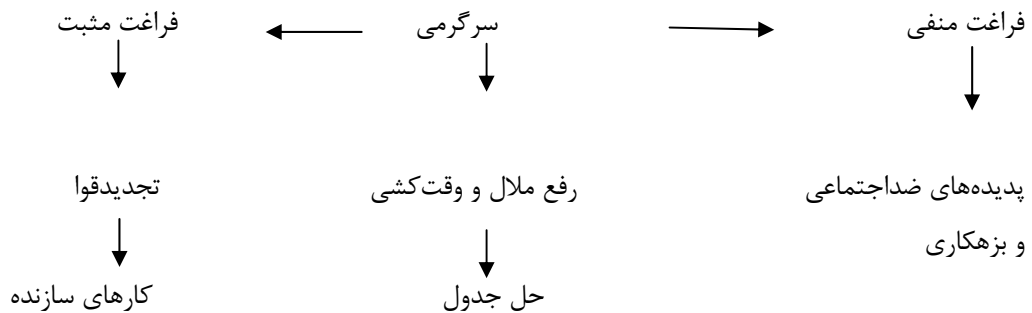 فراغت منفی
سرگرمی
فراغت مثبت
پدیده‌های ضداجتماعی
و بزهکاری
رفع ملال و وقت‌کشی
تجدیدقوا
حل جدول
کارهای سازنده